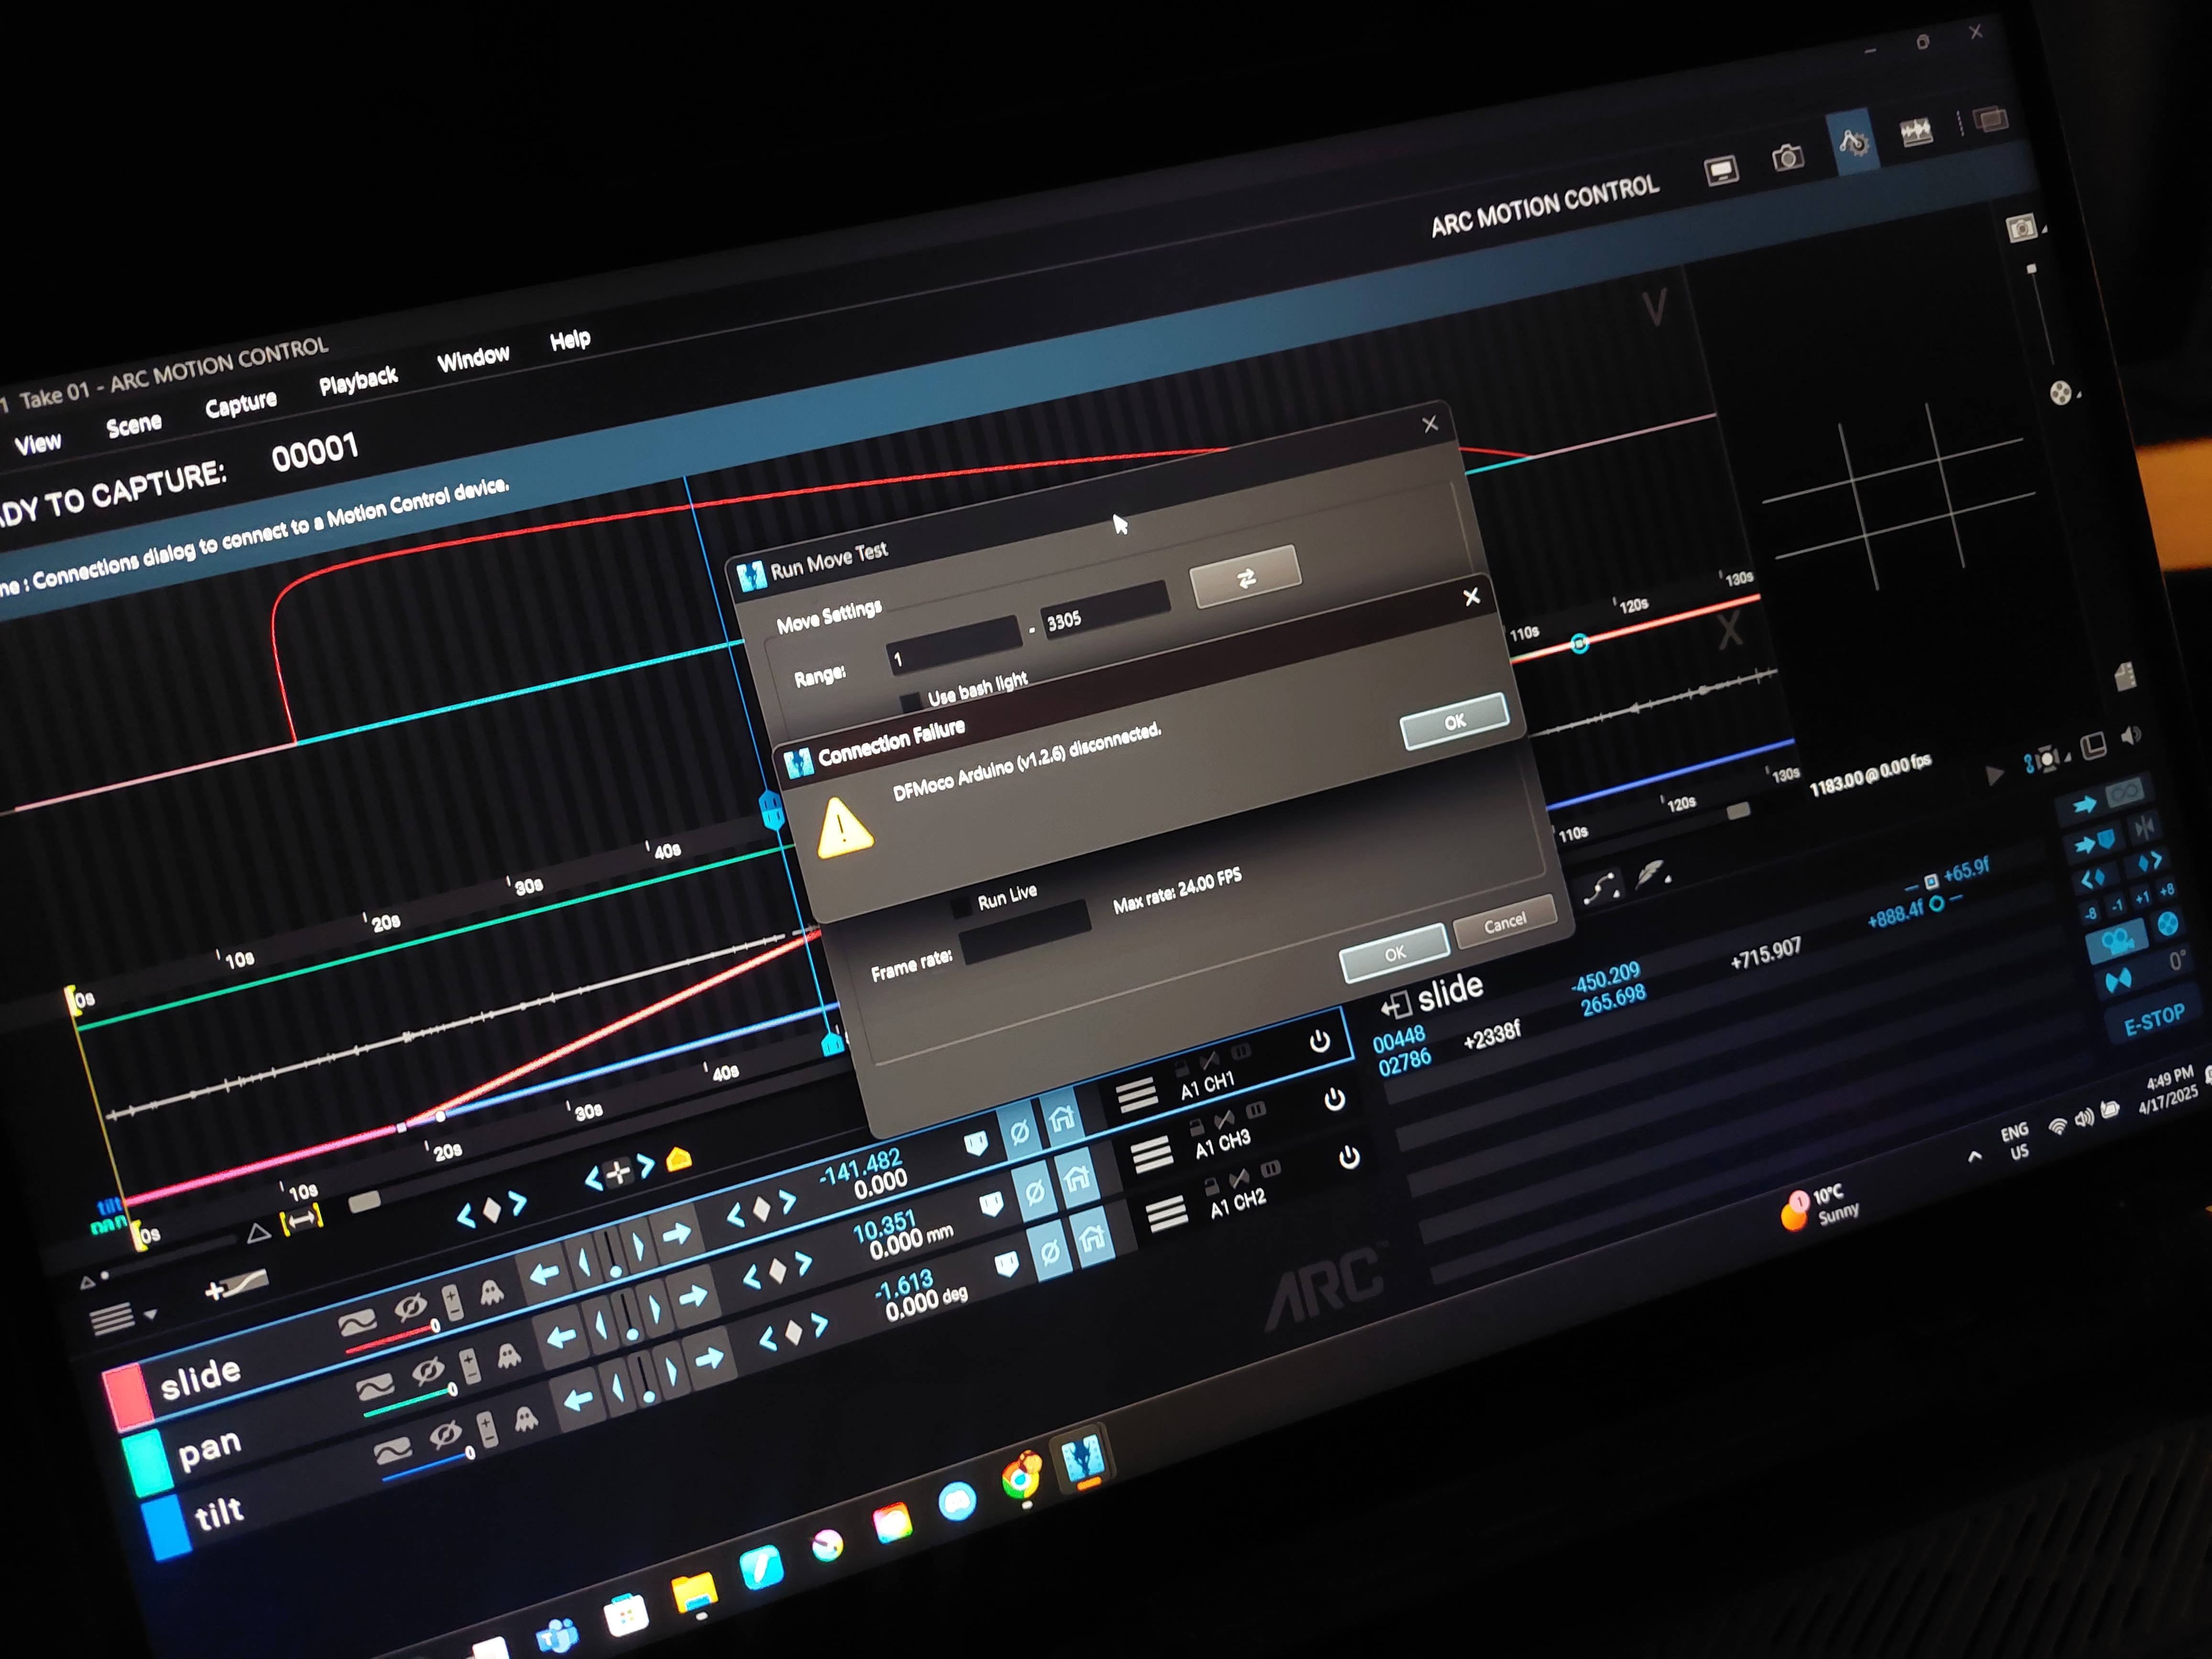 1 Take 01 - ARC MOTION CONTROL
View Scene Capture Playback Window Help
ADY TO CAPTURE: 00001
ARC MOTION CONTROL
ne : Connections dialog to connect to a Motion Control device.
V
Run Move Test
Move Settings
Range: 1 - 3305
Use bash light
Connection Failure
DFMoco Arduino (v1.2.6) disconnected.
OK
Run Live
Frame rate: Max rate: 24.00 FPS
OK Cancel
0s 10s 20s 30s 40s 110s 120s 130s
X
0s 10s 20s 30s 40s 110s 120s 130s
tilt
pan
1183.00 @ 0.00 fps
slide
-141.482
0.000
A1 CH1
pan
10.351
0.000 mm
A1 CH3
tilt
-1.613
0.000 deg
A1 CH2
slide
00448
02786
+2338f
-450.209
265.698
+715.907
+888.4f
+65.9f
-8 -1 +1 +8
0°
E-STOP
ARC
10°C
Sunny
1
ENG
US
4:49 PM
4/17/2025